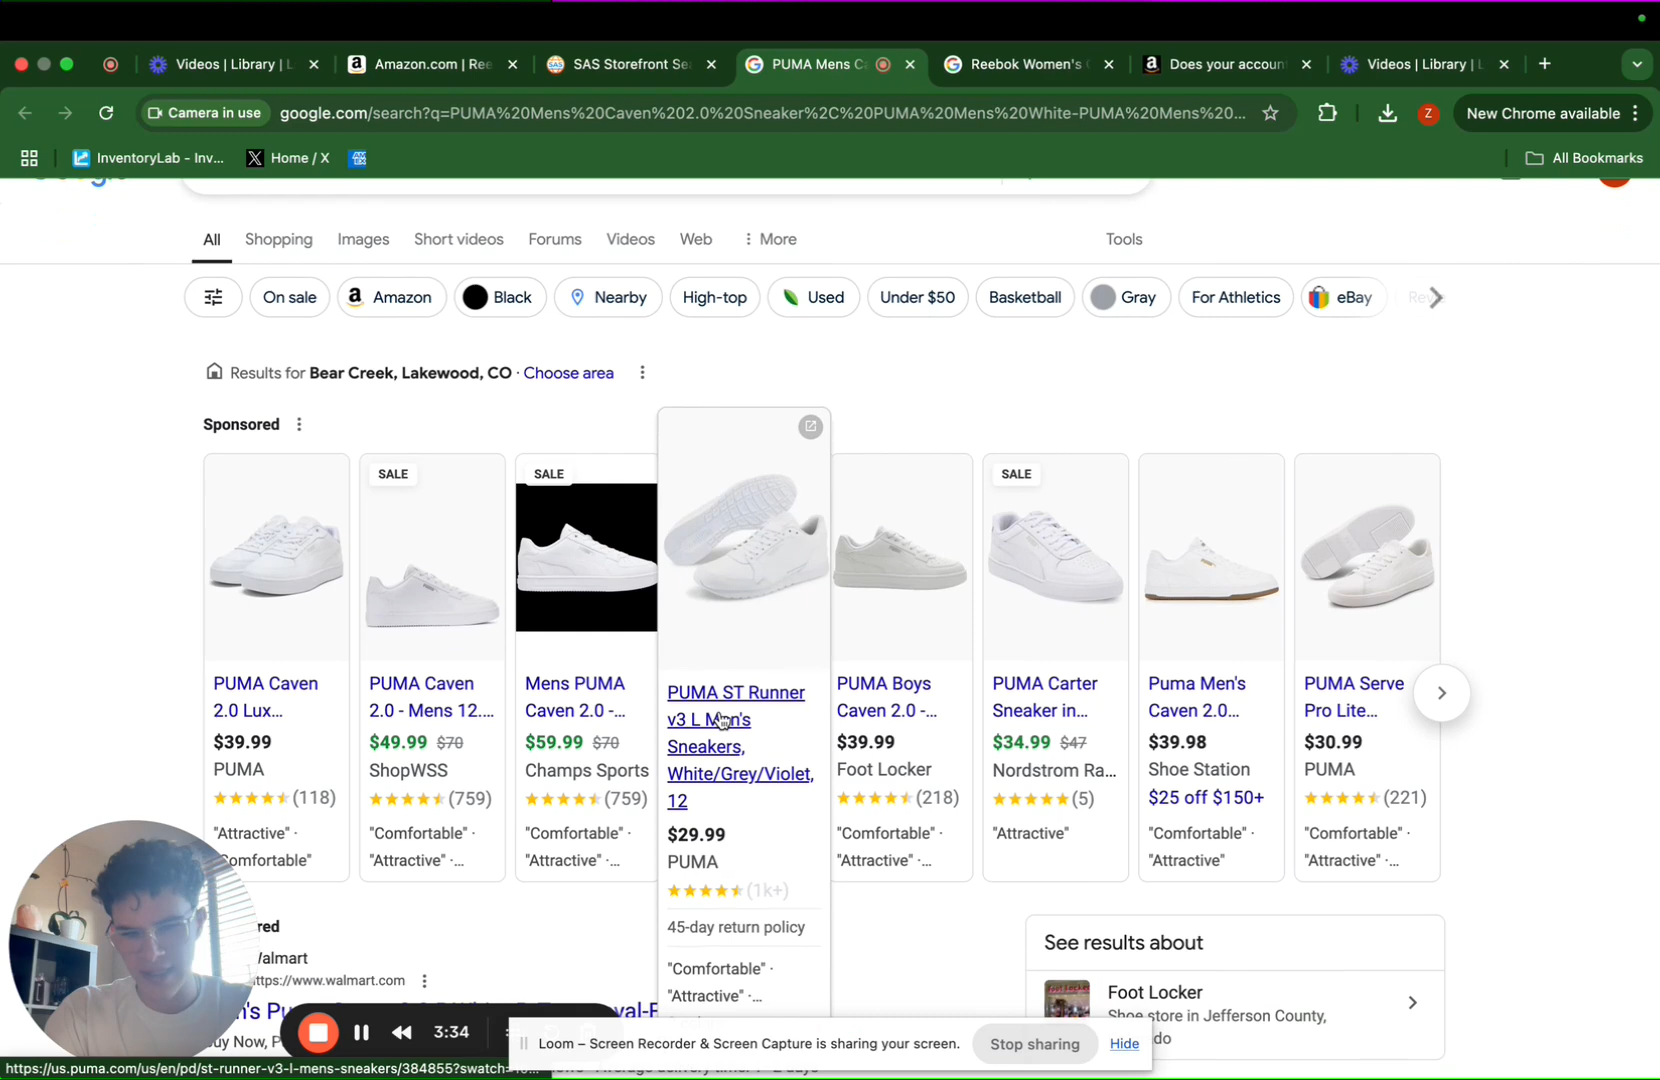 Videos | Library | L
Amazon.com | Ree
SAS Storefront Se
PUMA Mens C
Reebok Women's
Does your accoun
Videos | Library | L
Camera in use
google.com/search?q=PUMA%20Mens%20Caven%202.0%20Sneaker%2C%20PUMA%20Mens%20White-PUMA%20Mens%20...
Z
New Chrome available
InventoryLab - Inv...
Home / X
All Bookmarks
All
Shopping
Images
Short videos
Forums
Videos
Web
More
Tools
On sale
Amazon
Black
Nearby
High-top
Used
Under $50
Basketball
Gray
For Athletics
eBay
Results for Bear Creek, Lakewood, CO · Choose area
Sponsored
PUMA Caven
2.0 Lux...
$39.99
PUMA
(118)
"Attractive" ·
"Comfortable"
SALE
PUMA Caven
2.0 - Mens 12....
$49.99 $70
ShopWSS
(759)
"Comfortable" ·
"Attractive" ·...
SALE
Mens PUMA
Caven 2.0 -...
$59.99 $70
Champs Sports
(759)
"Comfortable" ·
"Attractive" ·...
PUMA ST Runner
v3 L Men's
Sneakers,
White/Grey/Violet,
12
$29.99
PUMA
(1k+)
45-day return policy
"Comfortable" ·
"Attractive" ·...
PUMA Boys
Caven 2.0 -...
$39.99
Foot Locker
(218)
"Comfortable" ·
"Attractive" ·...
SALE
PUMA Carter
Sneaker in...
$34.99 $47
Nordstrom Ra...
(5)
"Attractive"
Puma Men's
Caven 2.0...
$39.98
Shoe Station
$25 off $150+
"Comfortable" ·
"Attractive"
PUMA Serve
Pro Lite...
$30.99
PUMA
(221)
"Comfortable" ·
"Attractive" ·...
Walmart
https://www.walmart.com
Buy Now, P
See results about
Foot Locker
Shoe store in Jefferson County,
3:34
Loom – Screen Recorder & Screen Capture is sharing your screen.
Stop sharing
Hide
https://us.puma.com/us/en/pd/st-runner-v3-l-mens-sneakers/384855?swatch=